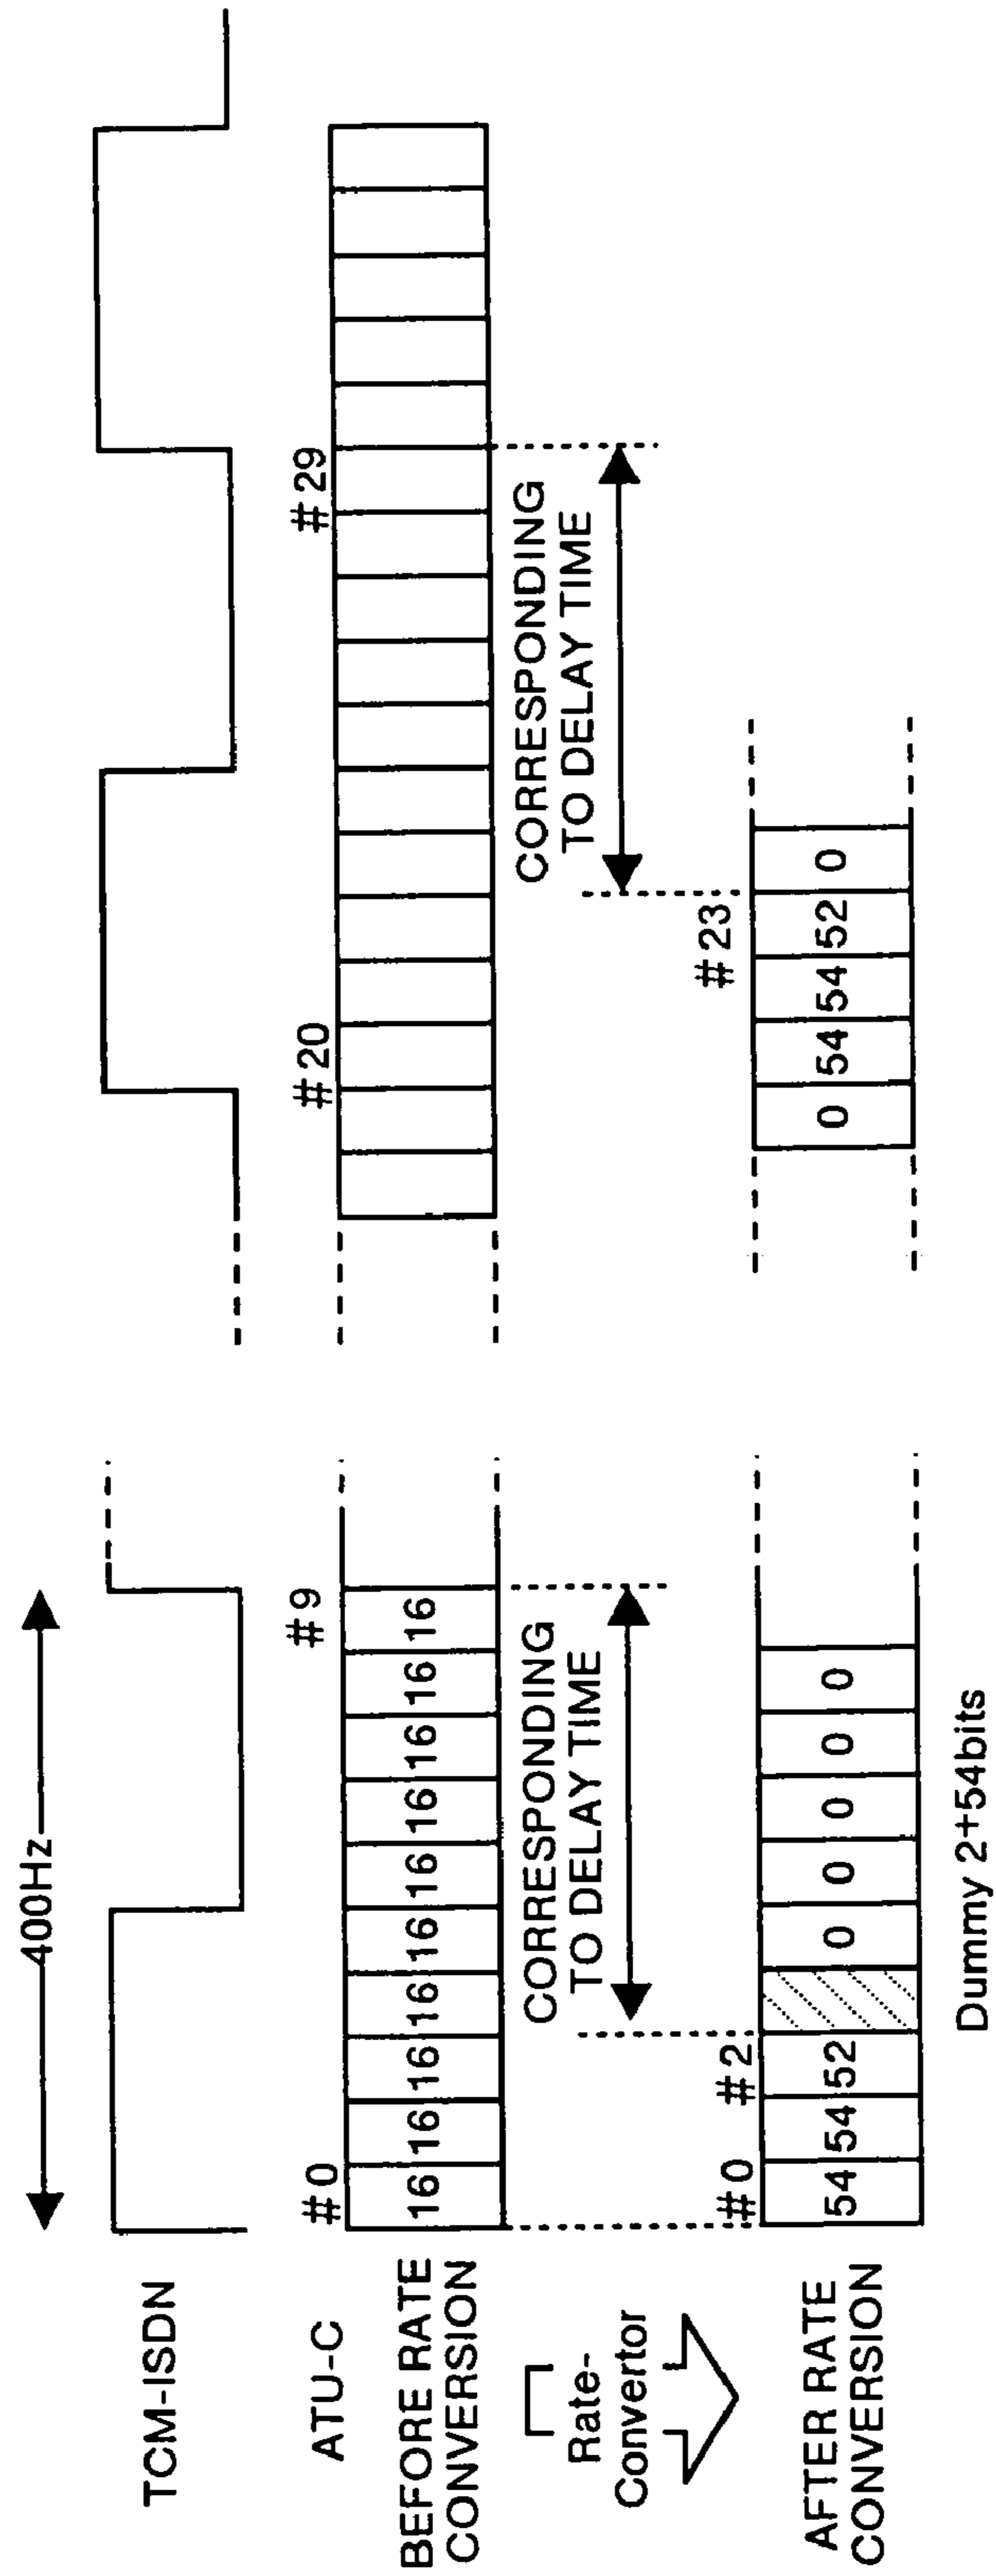 400Hz
TCM-ISDN
ATU-C
#0
#9
#20
#29
BEFORE RATE
CONVERSION
16 16 16 16 16 16 16 16 16 16
CORRESPONDING
TO DELAY TIME
CORRESPONDING
TO DELAY TIME
Rate-
Convertor
#0
#2
#23
AFTER RATE
CONVERSION
54 54 52 0 0 0 0 0
0 54 54 52 0
Dummy 2+54bits